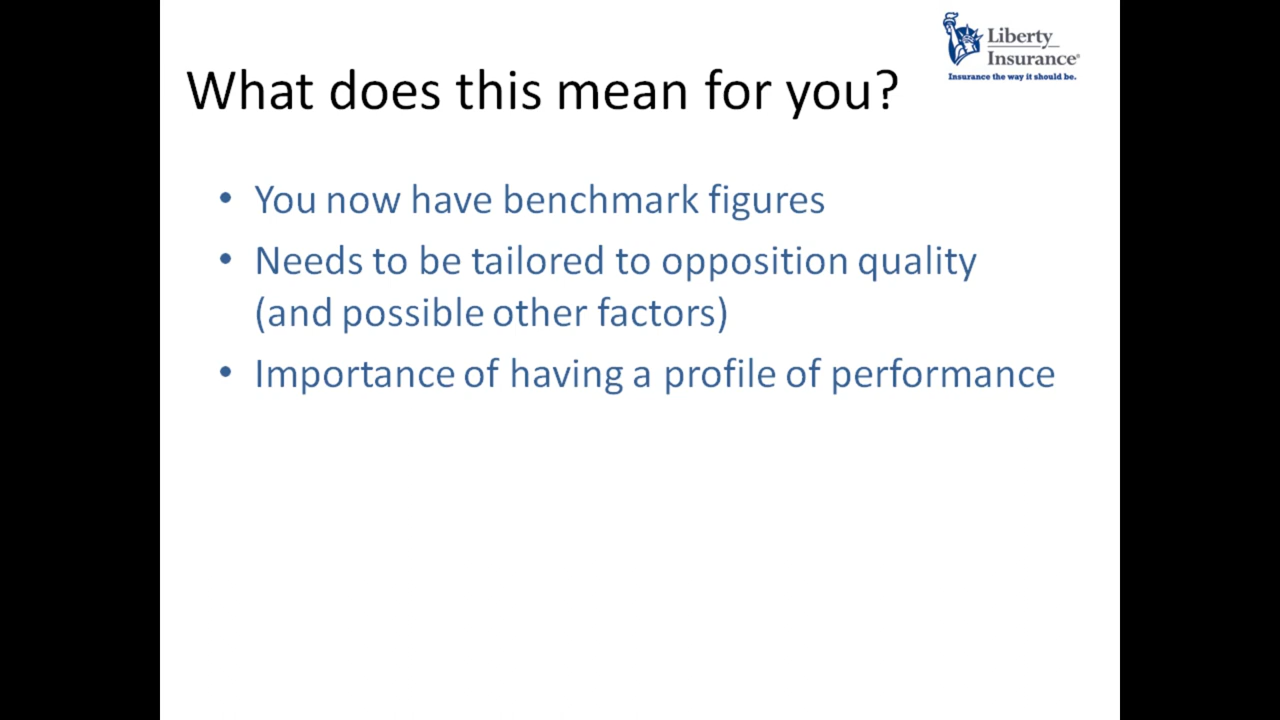 Liberty
Insurance®
Insurance the way it should be.
What does this mean for you?
• You now have benchmark figures
• Needs to be tailored to opposition quality
(and possible other factors)
• Importance of having a profile of performance